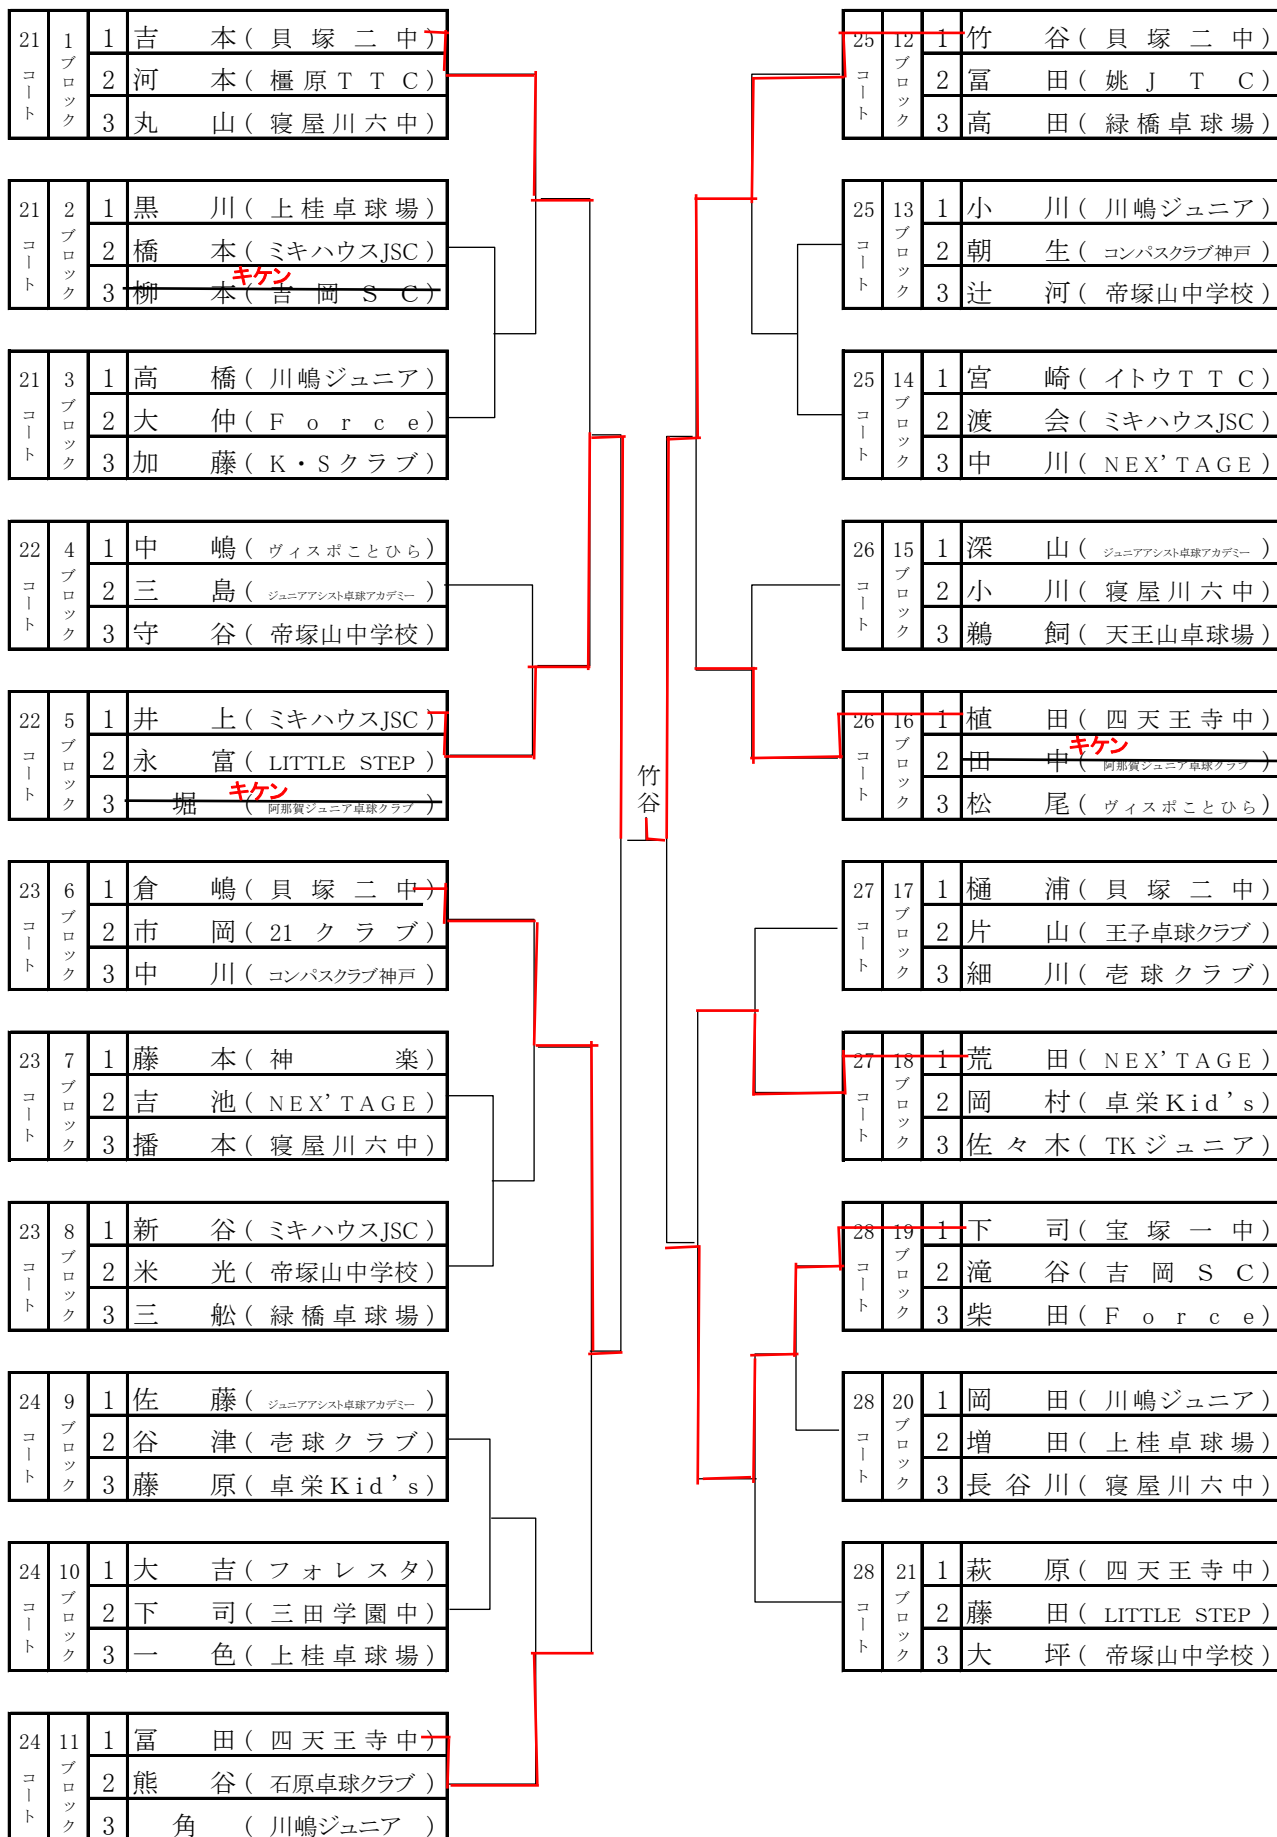 21 コート 1 ブロック
1 吉本(貝塚二中)
2 河本(橿原TTC)
3 丸山(寝屋川六中)
21 コート 2 ブロック
1 黒川(上桂卓球場)
2 橋本(ミキハウスJSC)
キケン
3 柳本(吉岡SC)
21 コート 3 ブロック
1 高橋(川嶋ジュニア)
2 大仲(Force)
3 加藤(K・Sクラブ)
22 コート 4 ブロック
1 中嶋(ヴィスポことひら)
2 三島(ジュニアアシスト卓球アカデミー)
3 守谷(帝塚山中学校)
22 コート 5 ブロック
1 井上(ミキハウスJSC)
2 永富(LITTLE STEP)
キケン
3 堀(阿那賀ジュニア卓球クラブ)
23 コート 6 ブロック
1 倉嶋(貝塚二中)
2 市岡(21クラブ)
3 中川(コンパスクラブ神戸)
23 コート 7 ブロック
1 藤本(神楽)
2 吉池(NEX'TAGE)
3 播本(寝屋川六中)
23 コート 8 ブロック
1 新谷(ミキハウスJSC)
2 米光(帝塚山中学校)
3 三舩(緑橋卓球場)
24 コート 9 ブロック
1 佐藤(ジュニアアシスト卓球アカデミー)
2 谷津(壱球クラブ)
3 藤原(卓栄Kid's)
24 コート 10 ブロック
1 大吉(フォレスタ)
2 下司(三田学園中)
3 一色(上桂卓球場)
24 コート 11 ブロック
1 冨田(四天王寺中)
2 熊谷(石原卓球クラブ)
3 角(川嶋ジュニア)
竹谷
25 コート 12 ブロック
1 竹谷(貝塚二中)
2 冨田(姚JTC)
3 高田(緑橋卓球場)
25 コート 13 ブロック
1 小川(川嶋ジュニア)
2 朝生(コンパスクラブ神戸)
3 辻河(帝塚山中学校)
25 コート 14 ブロック
1 宮崎(イトウTTC)
2 渡会(ミキハウスJSC)
3 中川(NEX'TAGE)
26 コート 15 ブロック
1 深山(ジュニアアシスト卓球アカデミー)
2 小川(寝屋川六中)
3 鵜飼(天王山卓球場)
26 コート 16 ブロック
1 植田(四天王寺中)
キケン
2 田中(阿那賀ジュニア卓球クラブ)
3 松尾(ヴィスポことひら)
27 コート 17 ブロック
1 樋浦(貝塚二中)
2 片山(王子卓球クラブ)
3 細川(壱球クラブ)
27 コート 18 ブロック
1 荒田(NEX'TAGE)
2 岡村(卓栄Kid's)
3 佐々木(TKジュニア)
28 コート 19 ブロック
1 下司(宝塚一中)
2 滝谷(吉岡SC)
3 柴田(Force)
28 コート 20 ブロック
1 岡田(川嶋ジュニア)
2 増田(上桂卓球場)
3 長谷川(寝屋川六中)
28 コート 21 ブロック
1 萩原(四天王寺中)
2 藤田(LITTLE STEP)
3 大坪(帝塚山中学校)